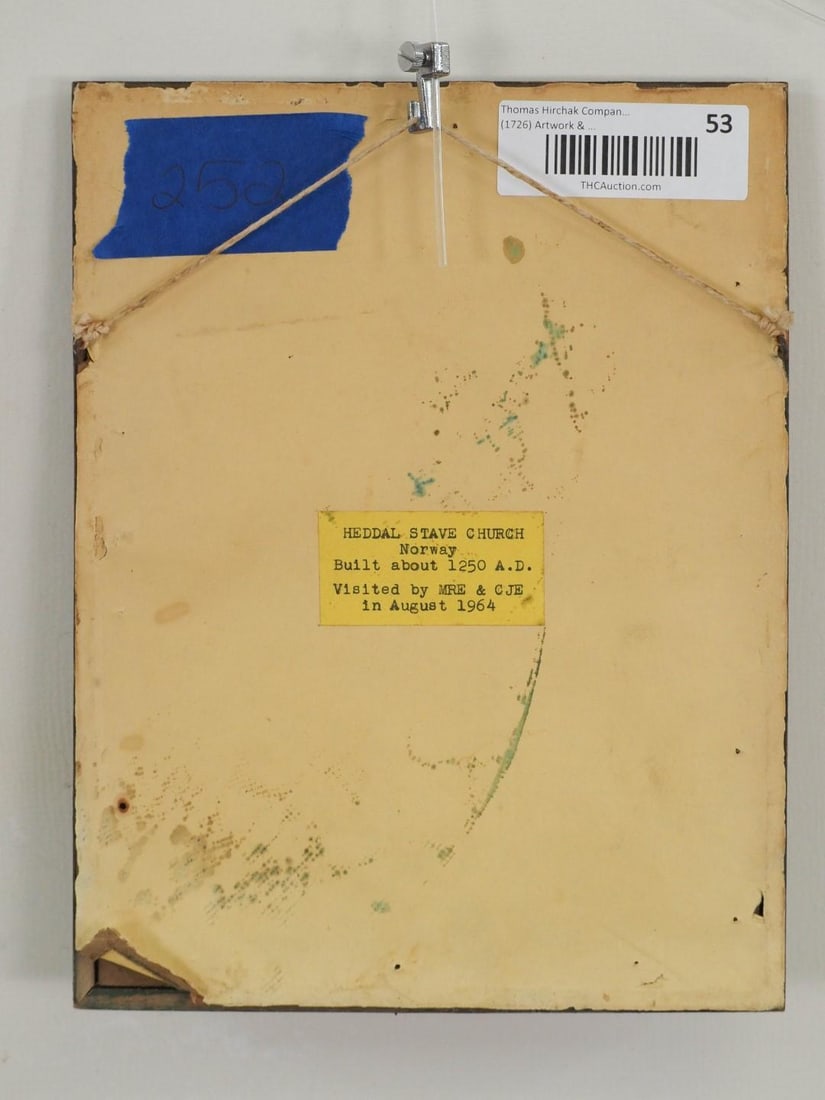 252
Thomas Hirchak Compan...
(1726) Artwork & ...
53
THCAuction.com
HEDDAL STAVE CHURCH
Norway
Built about 1250 A.D.
Visited by MRE & CJE
in August 1964